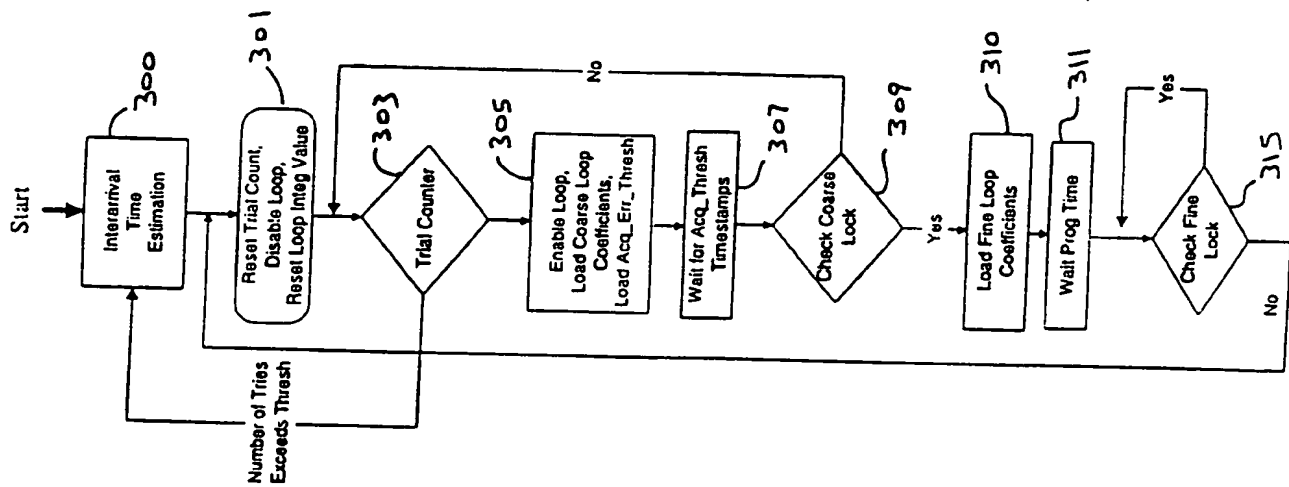 Start
Interarrival
Time
Estimation
300
Reset Trial Count,
Disable Loop,
Reset Loop Integ Value
301
Trial Counter
303
Number of Tries
Exceeds Thresh
Enable Loop,
Load Coarse Loop
Coefficients,
Load Acq_Err_Thresh
305
Wait for Acq_Thresh
Timestamps
307
Check Coarse
Lock
309
No
Yes
Load Fine Loop
Coefficients
310
Wait Prog Time
311
Check Fine
Lock
315
Yes
No